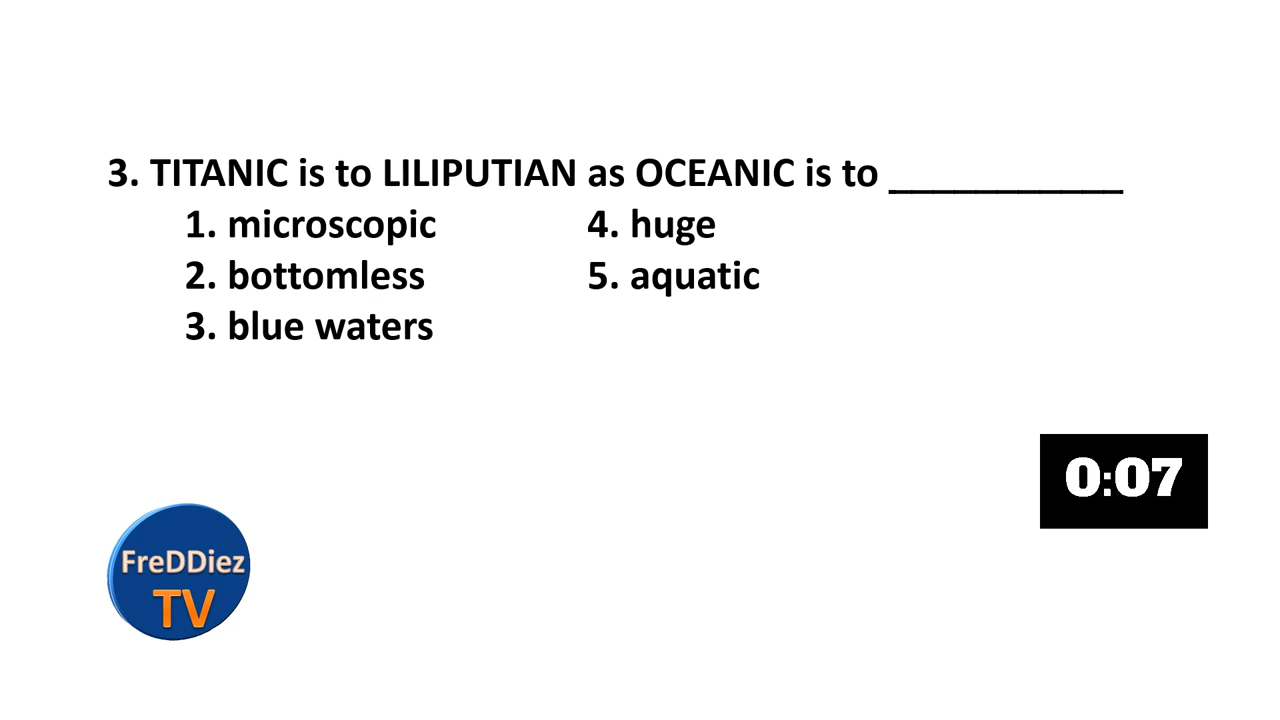 3. TITANIC is to LILIPUTIAN as OCEANIC is to ___________
1. microscopic 4. huge
2. bottomless 5. aquatic
3. blue waters
0:07
FreDDiez
TV